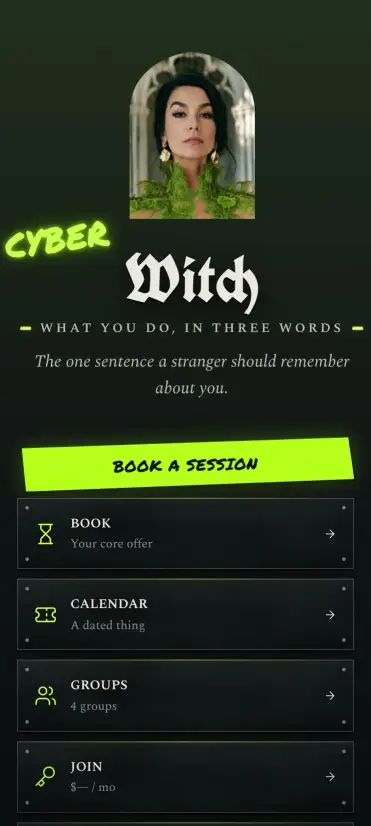 CYBER
Witch
WHAT YOU DO, IN THREE WORDS
The one sentence a stranger should remember
about you.
BOOK A SESSION
BOOK
Your core offer
CALENDAR
A dated thing
GROUPS
4 groups
JOIN
$— / mo